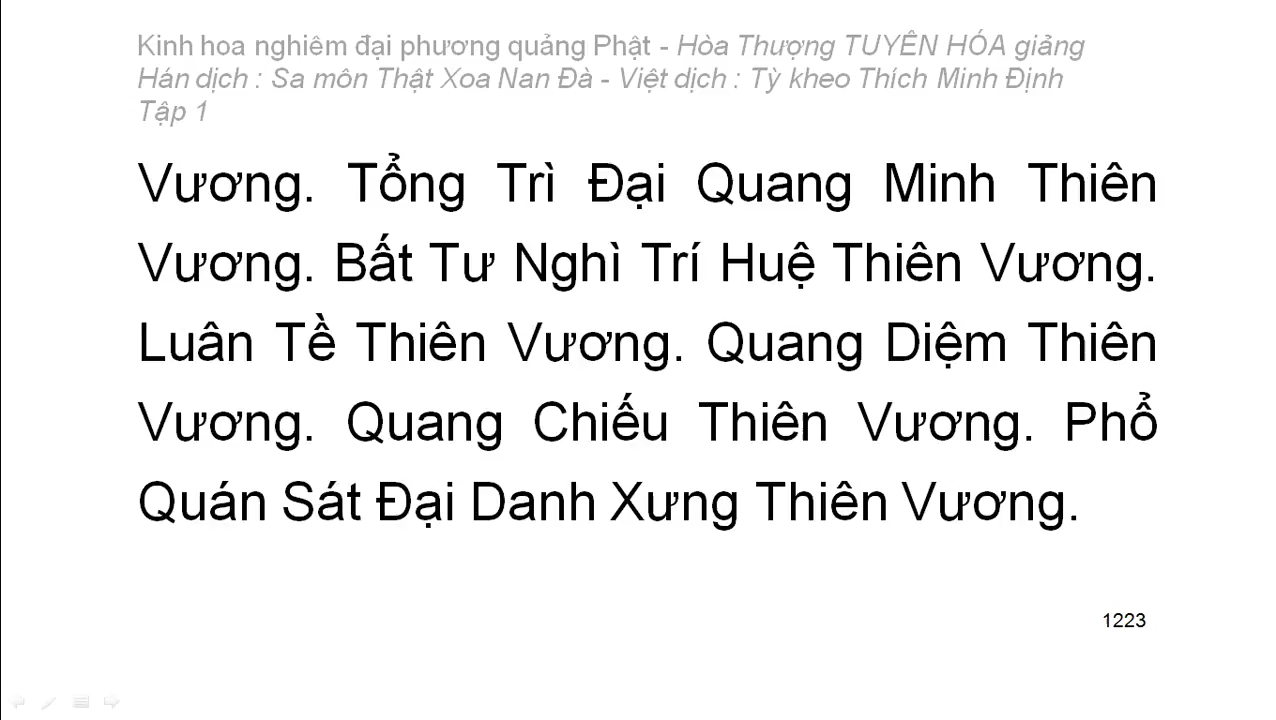 Kinh hoa nghiêm đại phương quảng Phật - Hòa Thượng TUYÊN HÓA giảng
Hán dịch : Sa môn Thật Xoa Nan Đà - Việt dịch : Tỳ kheo Thích Minh Định
Tập 1
Vương. Tổng Trì Đại Quang Minh Thiên
Vương. Bất Tư Nghì Trí Huệ Thiên Vương.
Luân Tề Thiên Vương. Quang Diệm Thiên
Vương. Quang Chiếu Thiên Vương. Phổ
Quán Sát Đại Danh Xưng Thiên Vương.
1223